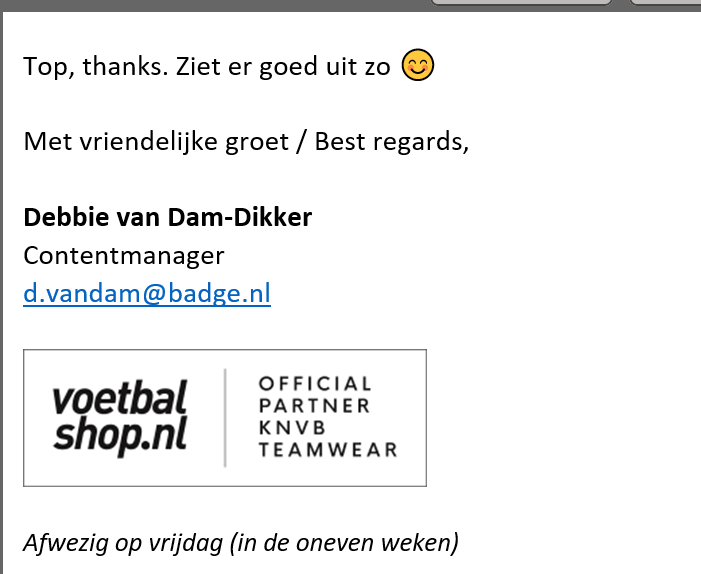 Top, thanks. Ziet er goed uit zo 😊
Met vriendelijke groet / Best regards,
Debbie van Dam-Dikker
Contentmanager
d.vandam@badge.nl
voetbal
shop.nl
OFFICIAL
PARTNER
KNVB
TEAMWEAR
Afwezig op vrijdag (in de oneven weken)